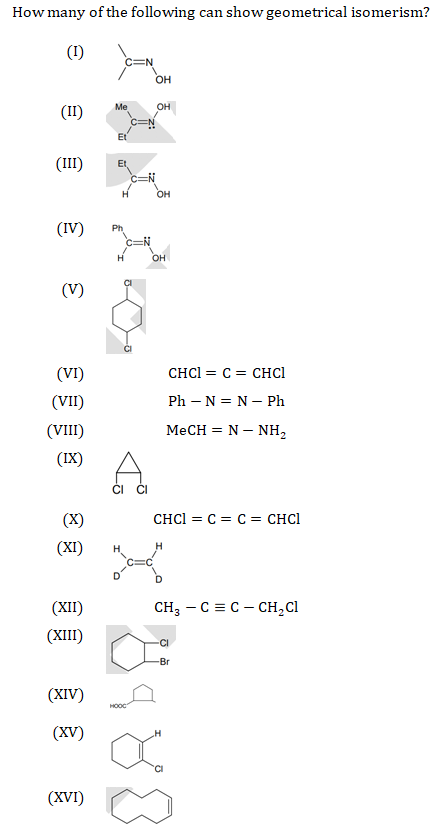 How many of the following can show geometrical isomerism?
(I)
C=N
OH
(II)
Me
OH
C=N̤
Et
(III)
Et
C=N̈
H
OH
(IV)
Ph
C=N̈
H
OH
(V)
Cl
Cl
(VI) CHCl = C = CHCl
(VII) Ph – N = N – Ph
(VIII) MeCH = N – NH₂
(IX)
Cl Cl
(X) CHCl = C = C = CHCl
(XI)
H H
C=C
D D
(XII) CH₃ – C ≡ C – CH₂Cl
(XIII)
Cl
Br
(XIV)
HOOC
(XV)
H
Cl
(XVI)